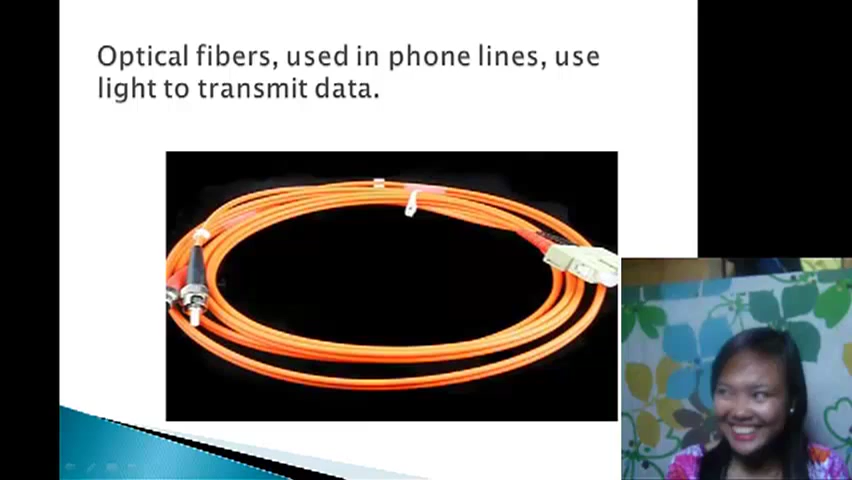 Optical fibers, used in phone lines, use
light to transmit data.